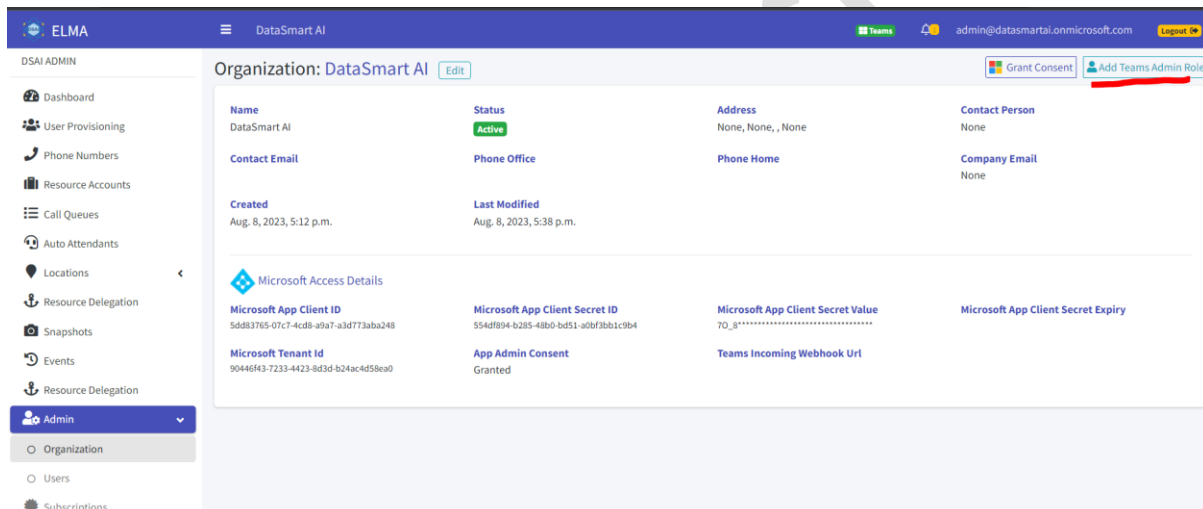 ELMA
DataSmart AI
Teams
admin@datasmartai.onmicrosoft.com
Logout
DSAI ADMIN
Dashboard
User Provisioning
Phone Numbers
Resource Accounts
Call Queues
Auto Attendants
Locations
Resource Delegation
Snapshots
Events
Resource Delegation
Admin
Organization
Users
Subscriptions
Organization: DataSmart AI Edit
Grant Consent Add Teams Admin Role
Name Status Address Contact Person
DataSmart AI Active None, None, , None None
Contact Email Phone Office Phone Home Company Email
None
Created Last Modified
Aug. 8, 2023, 5:12 p.m. Aug. 8, 2023, 5:38 p.m.
Microsoft Access Details
Microsoft App Client ID Microsoft App Client Secret ID Microsoft App Client Secret Value Microsoft App Client Secret Expiry
5dd83765-07c7-4cd8-a9a7-a3d773aba248 554df894-b285-48b0-bd51-a0bf3bb1c9b4 7O_8**********************************
Microsoft Tenant Id App Admin Consent Teams Incoming Webhook Url
90446f43-7233-4423-8d3d-b24ac4d58ea0 Granted